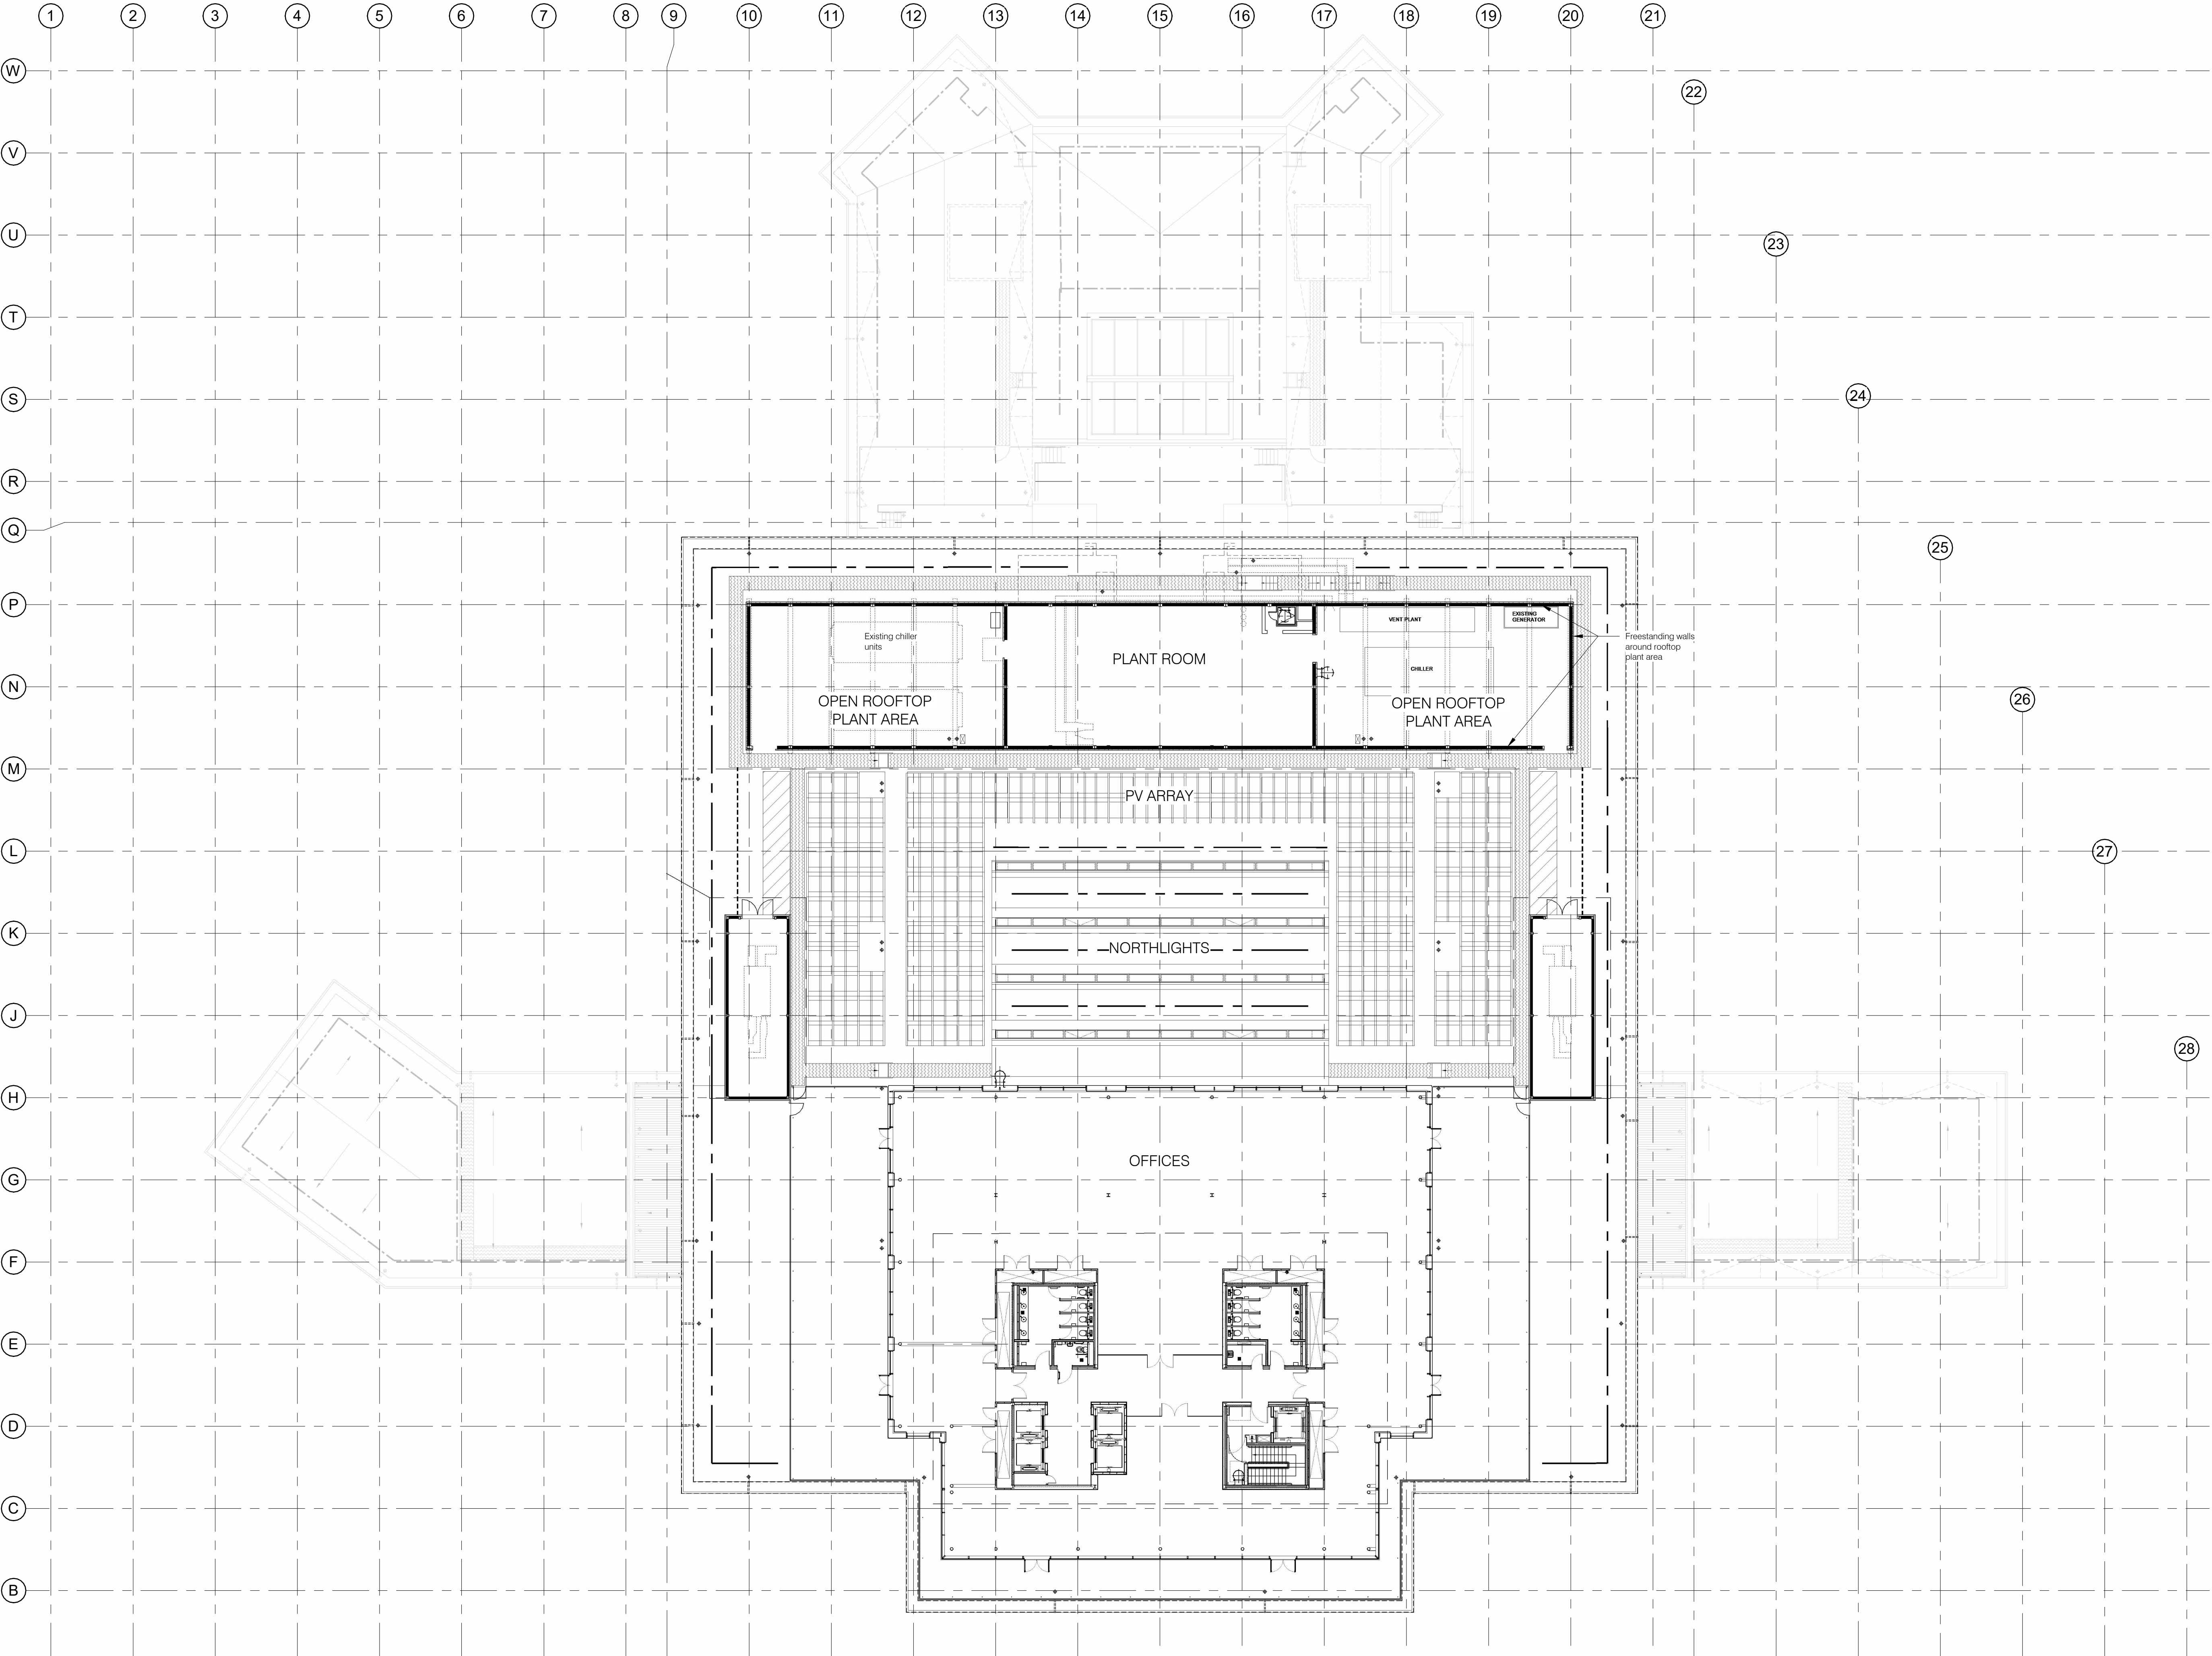 1
2
3
4
5
6
7
8
9
10
11
12
13
14
15
16
17
18
19
20
21
W
22
V
U
23
T
S
24
R
Q
25
P
EXISTING
GENERATOR
VENT PLANT
Existing chiller
units
Freestanding walls
around rooftop
plant area
PLANT ROOM
CHILLER
N
OPEN ROOFTOP
PLANT AREA
OPEN ROOFTOP
PLANT AREA
26
M
PV ARRAY
L
27
K
NORTHLIGHTS
J
28
H
OFFICES
G
F
E
D
C
B